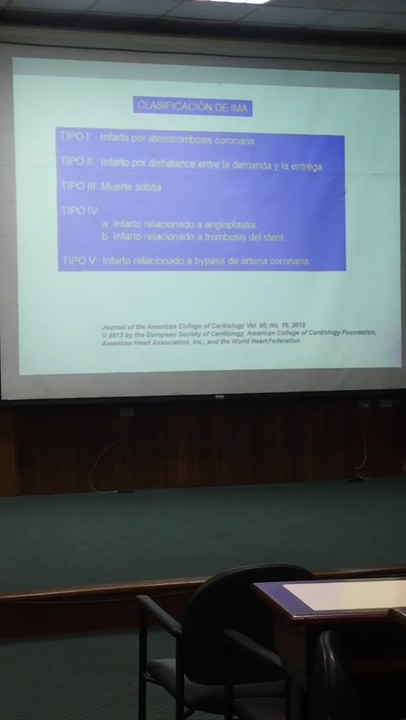 CLASIFICACIÓN DE IMA
TIPO I: Infarto por aterotrombosis coronaria
TIPO II: Infarto por disbalance entre la demanda y la entrega
TIPO III: Muerte súbita
TIPO IV:
a. Infarto relacionado a angioplastia.
b. Infarto relacionado a trombosis del stent.
TIPO V: Infarto relacionado a bypass de arteria coronaria
Journal of the American College of Cardiology Vol. 60, No. 16, 2012
© 2012 by the European Society of Cardiology, American College of Cardiology Foundation,
American Heart Association, Inc., and the World Heart Federation